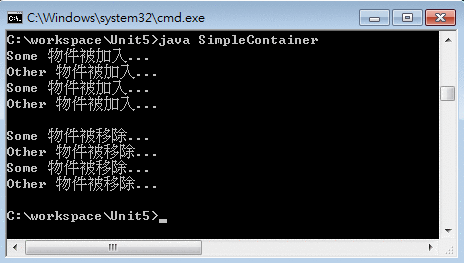 C:\Windows\system32\cmd.exe
C:\workspace\Unit5>java SimpleContainer
Some 物件被加入...
Other 物件被加入...
Some 物件被加入...
Other 物件被加入...
Some 物件被移除...
Other 物件被移除...
Some 物件被移除...
Other 物件被移除...
C:\workspace\Unit5>_